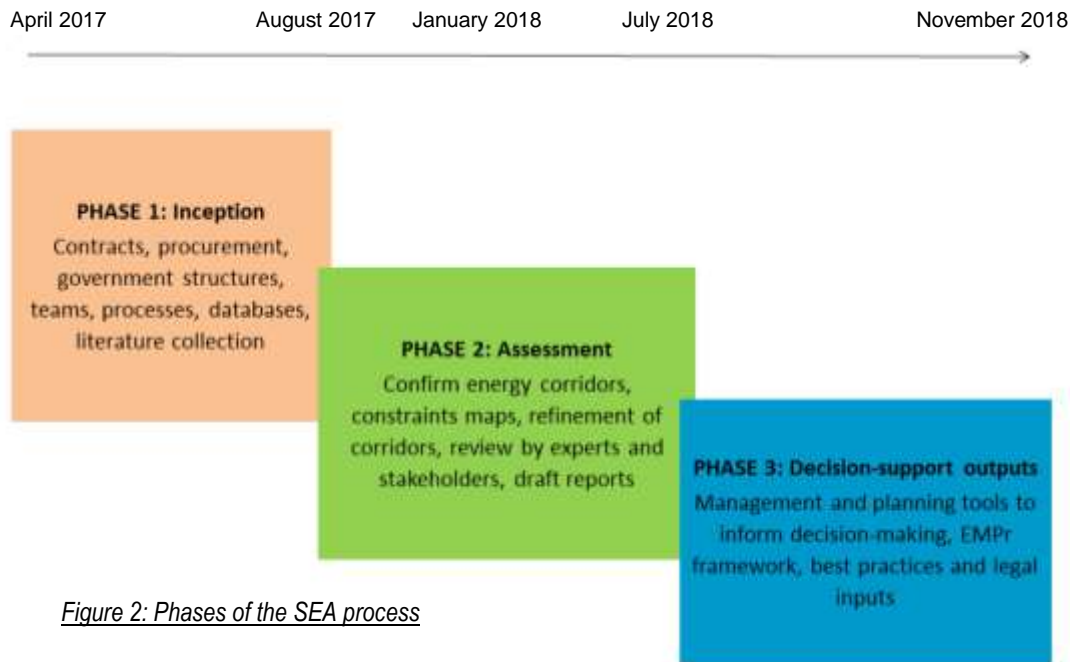 April 2017 August 2017 January 2018 July 2018 November 2018
PHASE 1: Inception
Contracts, procurement,
government structures,
teams, processes, databases,
literature collection
PHASE 2: Assessment
Confirm energy corridors,
constraints maps, refinement of
corridors, review by experts and
stakeholders, draft reports
PHASE 3: Decision-support outputs
Management and planning tools to
inform decision-making, EMPr
framework, best practices and legal
inputs
Figure 2: Phases of the SEA process